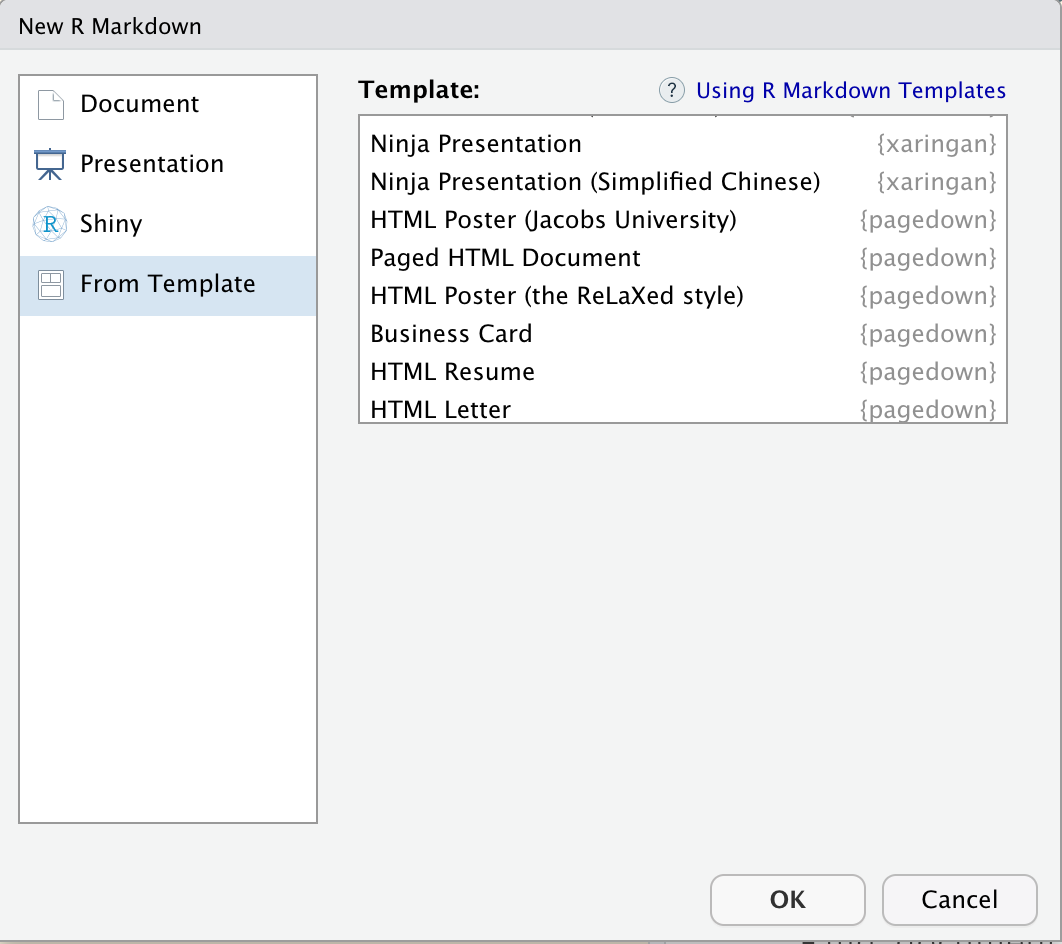 New R Markdown
Document
Presentation
Shiny
From Template
Template:
? Using R Markdown Templates
Ninja Presentation {xaringan}
Ninja Presentation (Simplified Chinese) {xaringan}
HTML Poster (Jacobs University) {pagedown}
Paged HTML Document {pagedown}
HTML Poster (the ReLaXed style) {pagedown}
Business Card {pagedown}
HTML Resume {pagedown}
HTML Letter {pagedown}
OK
Cancel